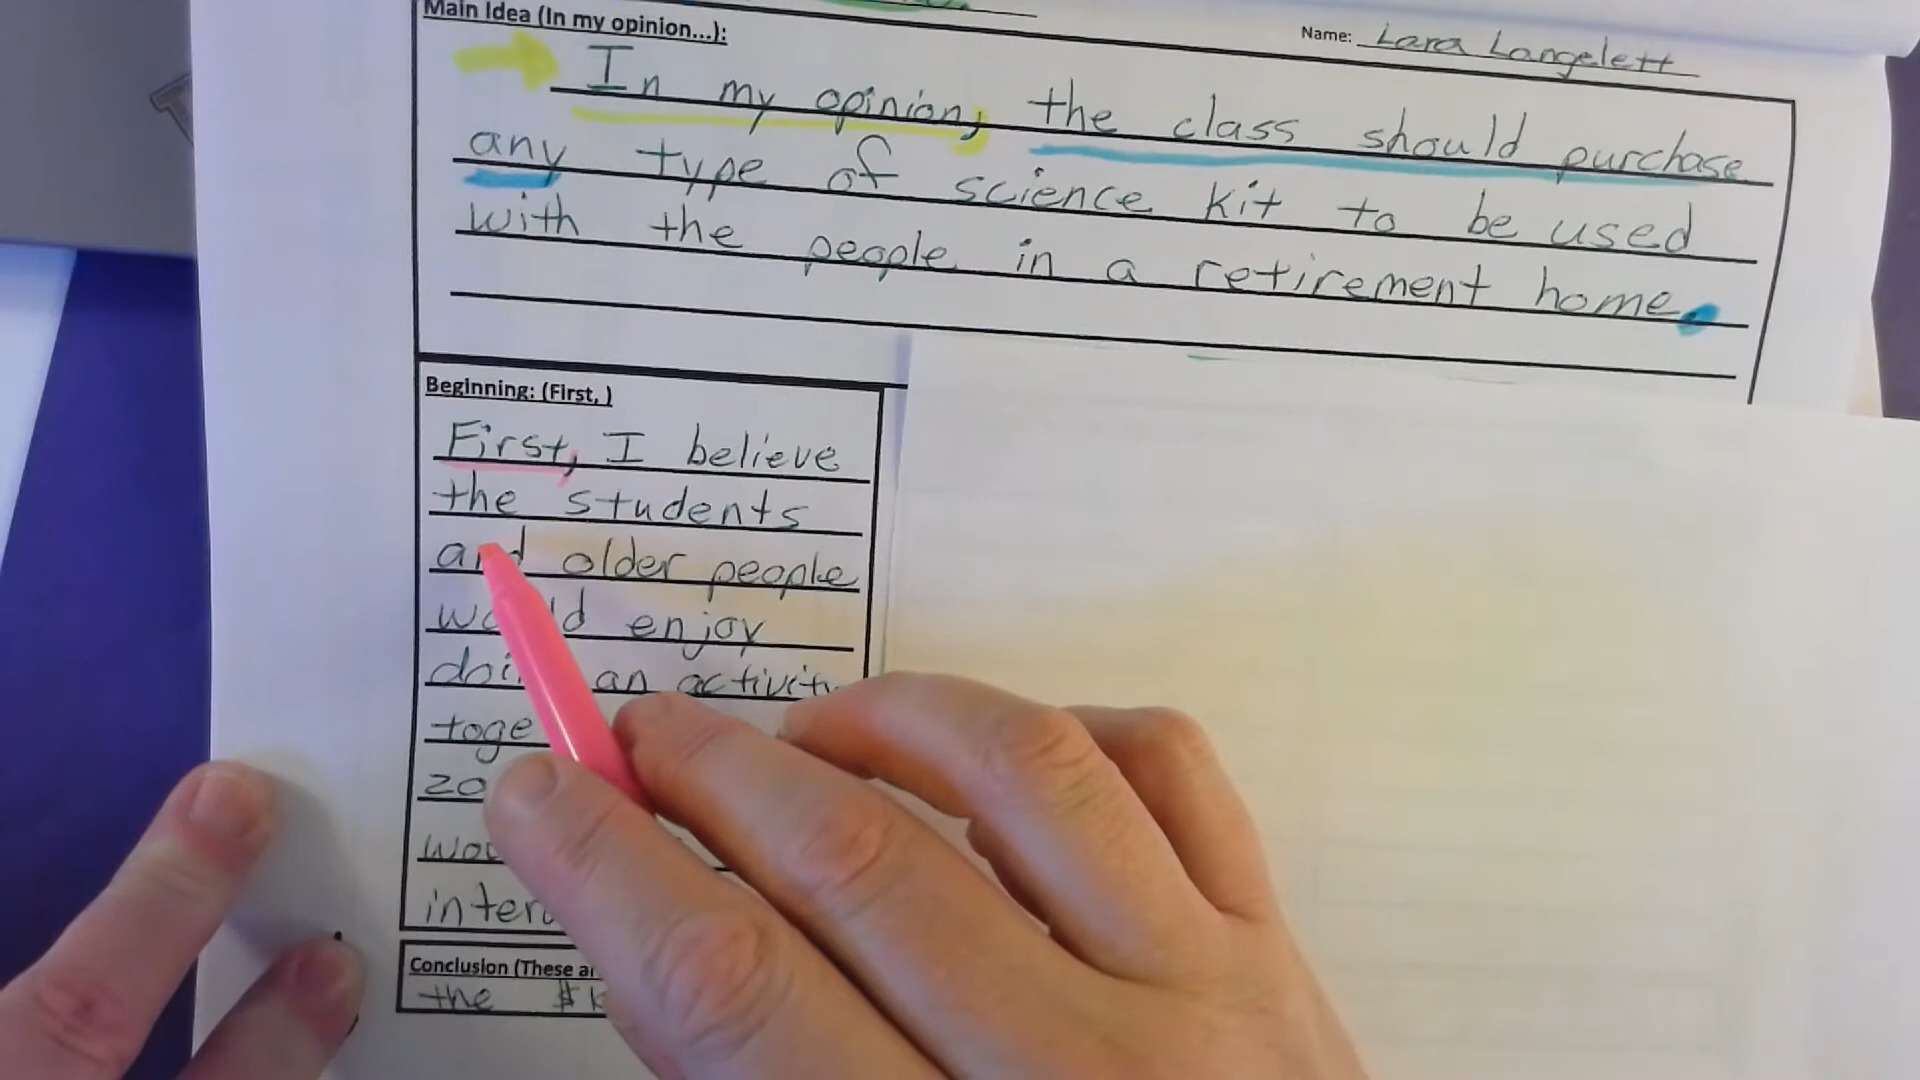 Main Idea (In my opinion...):
Name: Lara Langelett
In my opinion, the class should purchase
any type of science kit to be used
with the people in a retirement home.
Beginning: (First, )
First, I believe
the students
and older people
enjoy
an activity
Conclusion (These
the